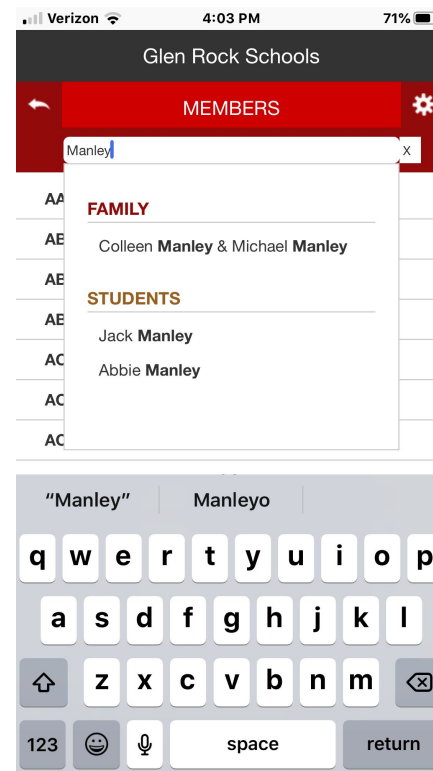 Verizon 4:03 PM 71%
Glen Rock Schools
MEMBERS
Manley X
AA
FAMILY
AB
Colleen Manley & Michael Manley
AB
STUDENTS
AB
Jack Manley
AC
Abbie Manley
AC
AC
“Manley” Manleyo
q w e r t y u i o p
a s d f g h j k l
z x c v b n m
123 space return